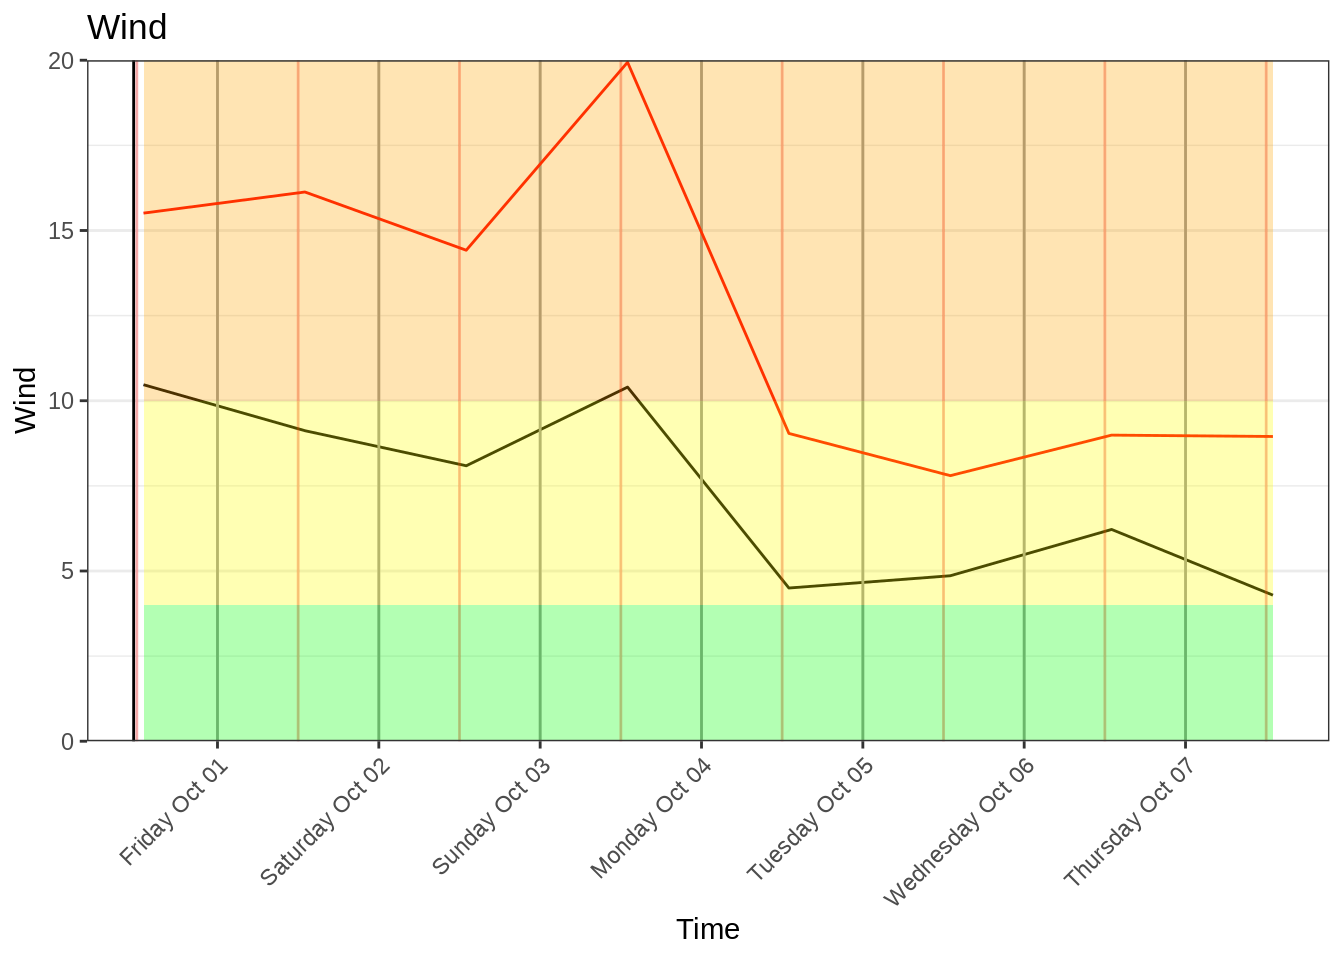 Wind
20
15
10
5
0
Wind
Friday Oct 01
Saturday Oct 02
Sunday Oct 03
Monday Oct 04
Tuesday Oct 05
Wednesday Oct 06
Thursday Oct 07
Time